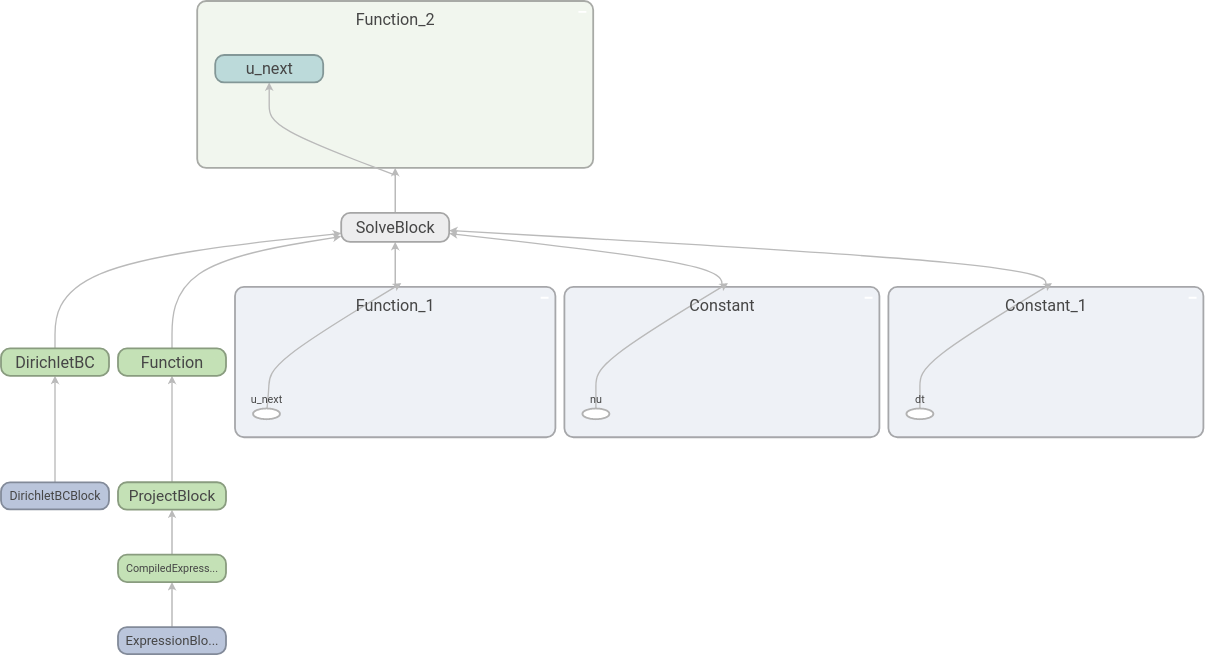 Function_2
u_next
SolveBlock
Function_1
Constant
Constant_1
DirichletBC
Function
u_next
nu
dt
DirichletBCBlock
ProjectBlock
CompiledExpress...
ExpressionBlo...